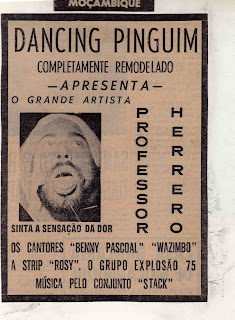 MOÇAMBIQUE
DANCING PINGUIM
COMPLETAMENTE REMODELADO
—APRESENTA—
O GRANDE ARTISTA
PROFESSOR
HERRERO
SINTA A SENSAÇÃO DA DOR
OS CANTORES "BENNY PASCOAL" "WAZIMBO"
A STRIP "ROSY". O GRUPO EXPLOSÃO 75
MÚSICA PELO CONJUNTO "STACK"